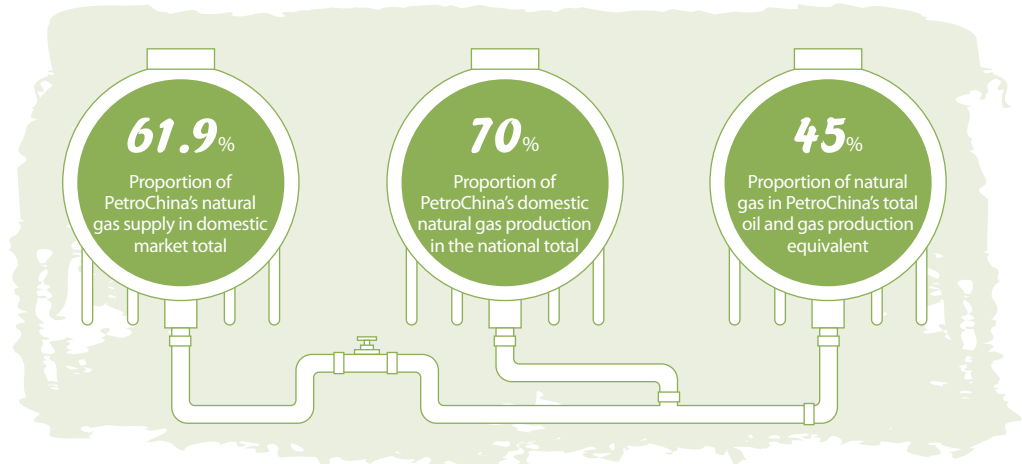 61.9%
Proportion of
PetroChina’s natural
gas supply in domestic
market total
70%
Proportion of
PetroChina’s domestic
natural gas production
in the national total
45%
Proportion of natural
gas in PetroChina’s total
oil and gas production
equivalent